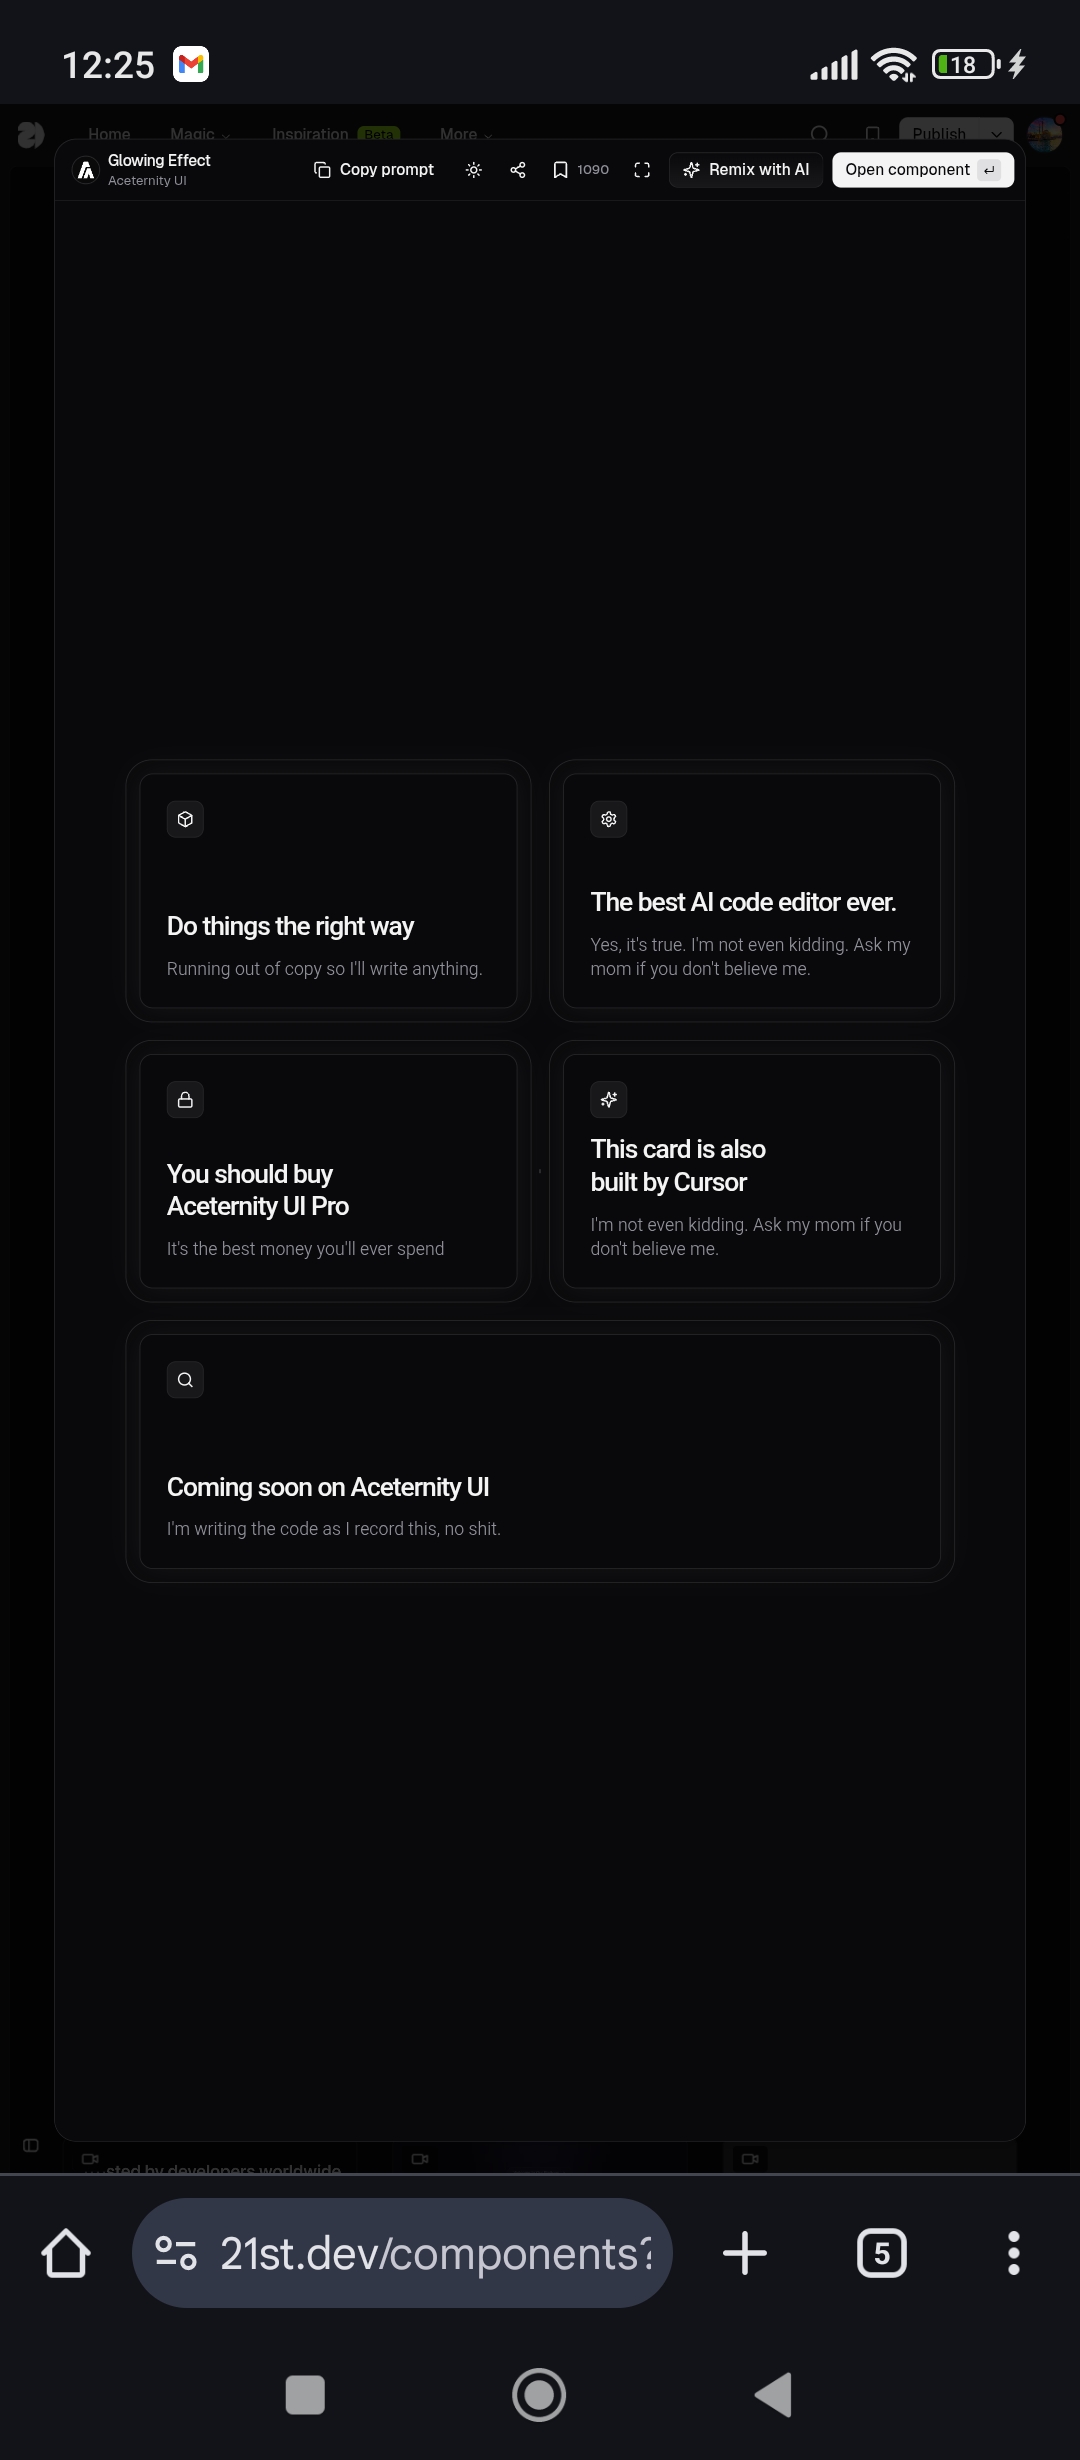 12:25
18
Home Magic Inspiration Beta More Publish
Glowing Effect
Aceternity UI
Copy prompt
1090
Remix with AI
Open component
Do things the right way
Running out of copy so I'll write anything.
The best AI code editor ever.
Yes, it's true. I'm not even kidding. Ask my
mom if you don't believe me.
You should buy
Aceternity UI Pro
It's the best money you'll ever spend
This card is also
built by Cursor
I'm not even kidding. Ask my mom if you
don't believe me.
Coming soon on Aceternity UI
I'm writing the code as I record this, no shit.
developers worldwide
21st.dev/components?
5